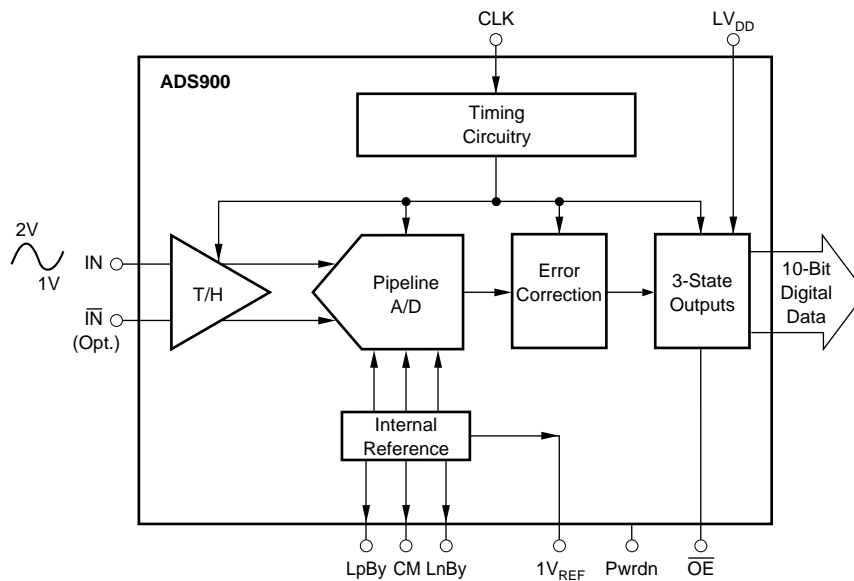 CLK
LVDD
ADS900
Timing
Circuitry
2V
1V
IN
IN
(Opt.)
T/H
Pipeline
A/D
Error
Correction
3-State
Outputs
10-Bit
Digital
Data
Internal
Reference
LpBy
CM
LnBy
1VREF
Pwrdn
OE